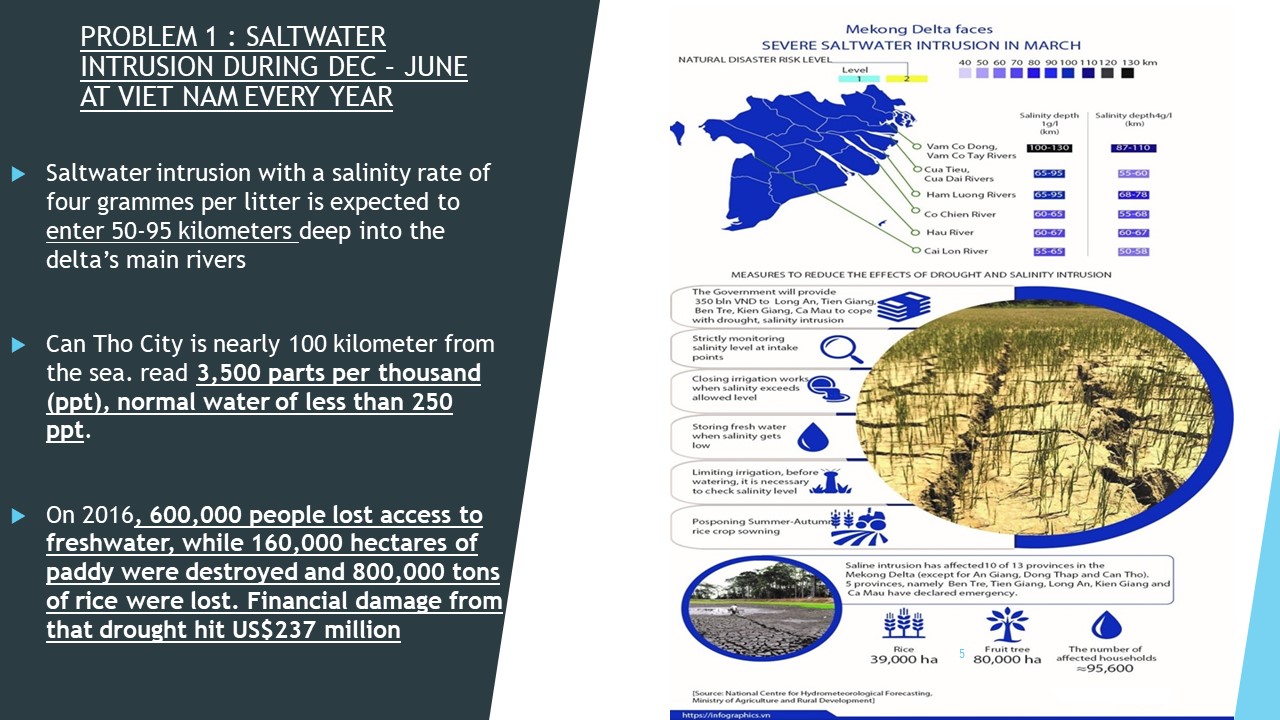 PROBLEM 1 : SALTWATER
INTRUSION DURING DEC – JUNE
AT VIET NAM EVERY YEAR
Saltwater intrusion with a salinity rate of
four grammes per litter is expected to
enter 50-95 kilometers deep into the
delta’s main rivers
Can Tho City is nearly 100 kilometer from
the sea. read 3,500 parts per thousand
(ppt), normal water of less than 250
ppt.
On 2016, 600,000 people lost access to
freshwater, while 160,000 hectares of
paddy were destroyed and 800.000 tons
of rice were lost. Financial damage from
that drought hit US$237 million
Mekong Delta faces
SEVERE SALTWATER INTRUSION IN MARCH
NATURAL DISASTER RISK LEVEL
Level
1 2
40 50 60 70 80 90 100 110 120 130 km
Salinity depth
1g/l
(km)
Salinity depth4g/l
(km)
Vam Co Dong,
Vam Co Tay Rivers
100-130 87-110
Cua Tieu,
Cua Dai Rivers
65-95 55-60
Ham Luong Rivers 65-95 68-78
Co Chien River 60-65 55-68
Hau River 60-67 60-67
Cai Lon River 55-65 50-58
MEASURES TO REDUCE THE EFFECTS OF DROUGHT AND SALINITY INTRUSION
The Government will provide
350 bln VND to Long An, Tien Giang,
Ben Tre, Kien Giang, Ca Mau to cope
with drought, salinity intrusion
Strictly monitoring
salinity level at intake
points
Closing irrigation works
when salinity exceeds
allowed level
Storing fresh water
when salinity gets
low
Limiting irrigation, before
watering, it is necessary
to check salinity level
Posponing Summer-Autumn
rice crop sowning
Saline intrusion has affected10 of 13 provinces in the
Mekong Delta (except for An Giang, Dong Thap and Can Tho).
5 provinces, namely Ben Tre, Tien Giang, Long An, Kien Giang and
Ca Mau have declared emergency.
Rice
39,000 ha
5
Fruit tree
80,000 ha
The number of
affected households
≈95,600
[Source: National Centre for Hydrometeorological Forecasting,
Ministry of Agriculture and Rural Development]
https://infographics.vn